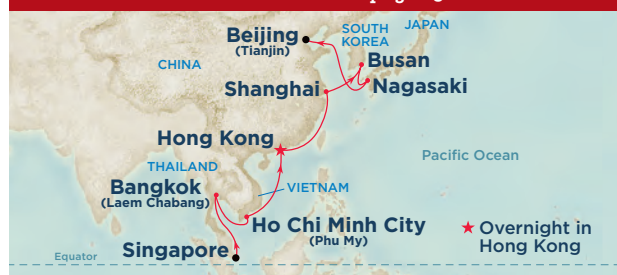 Beijing
(Tianjin)
SOUTH
KOREA
JAPAN
CHINA
Busan
Shanghai
Nagasaki
Hong Kong
Pacific Ocean
THAILAND
Bangkok
(Laem Chabang)
VIETNAM
Ho Chi Minh City
(Phu My)
★ Overnight in
Hong Kong
Equator
Singapore